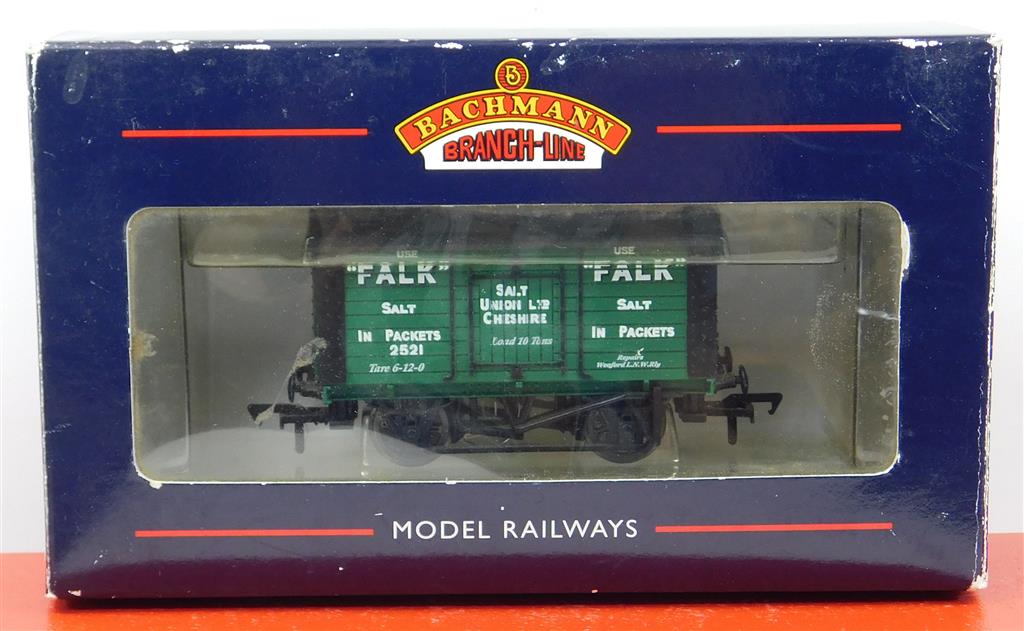 B
BACHMANN
BRANCH-LINE
USE
"FALK"
SALT
IN PACKETS
2521
Tare 6-12-0
SALT
UNION LTD
CHESHIRE
Load 10 Tons
USE
"FALK"
SALT
IN PACKETS
Repairs
Winsford L.N.W.Rly
MODEL RAILWAYS